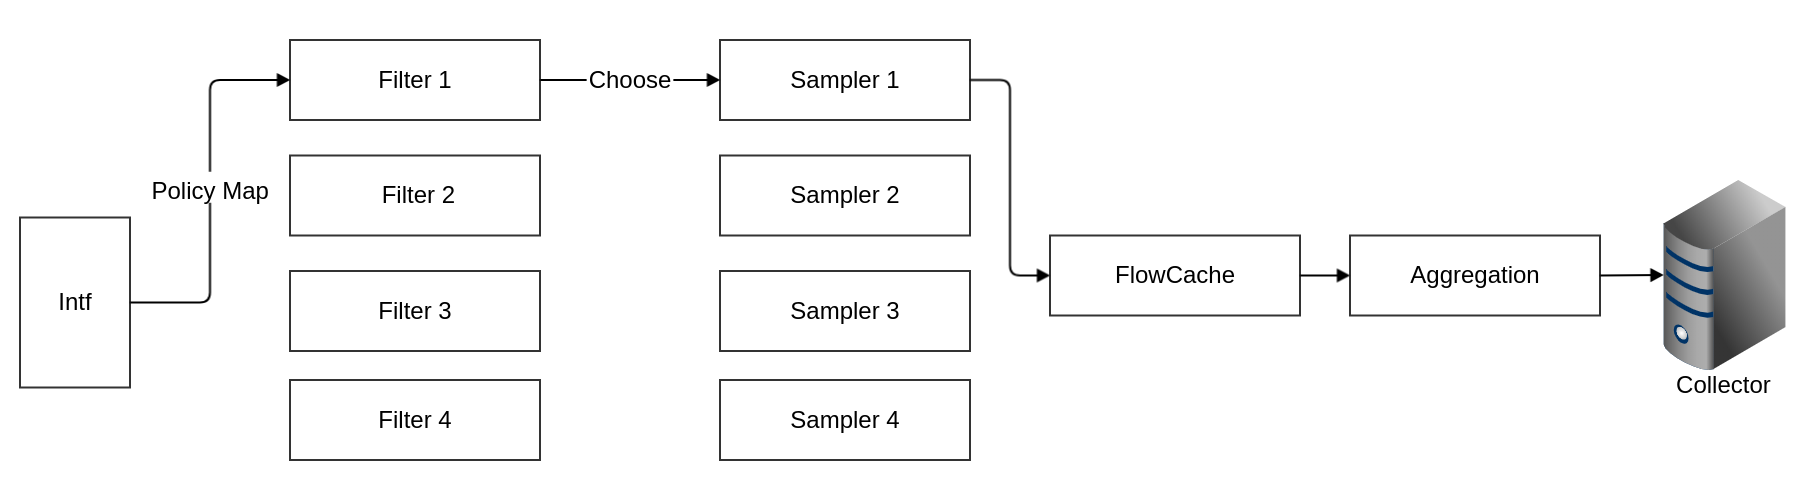 Intf
Policy Map
Filter 1
Filter 2
Filter 3
Filter 4
Choose
Sampler 1
Sampler 2
Sampler 3
Sampler 4
FlowCache
Aggregation
Collector